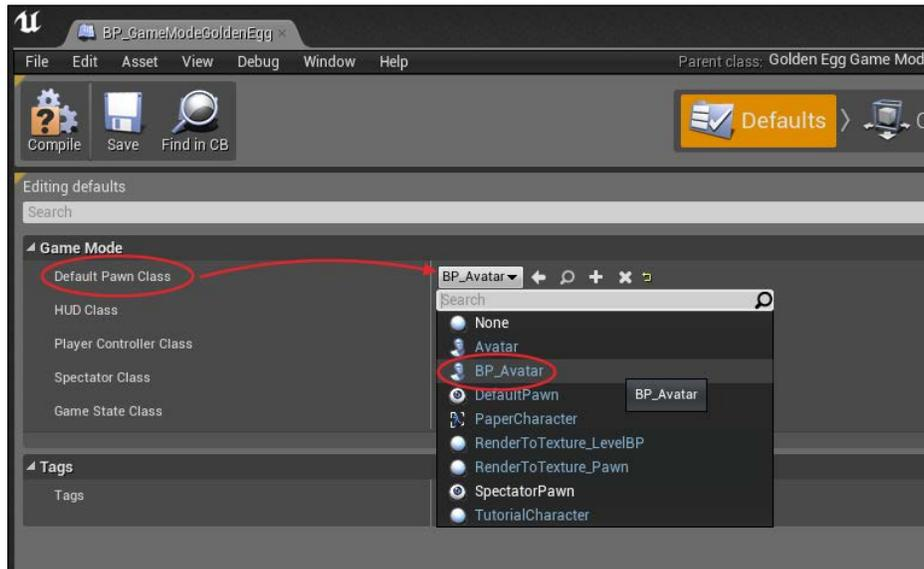 BP_GameModeGoldenEgg
File Edit Asset View Debug Window Help
Parent class: Golden Egg Game Mod
Compile Save Find in CB
Defaults
Editing defaults
Search
Game Mode
Default Pawn Class
BP_Avatar
HUD Class
Player Controller Class
Spectator Class
Game State Class
Search
None
Avatar
BP_Avatar
DefaultPawn
BP_Avatar
PaperCharacter
RenderToTexture_LevelBP
RenderToTexture_Pawn
SpectatorPawn
TutorialCharacter
Tags
Tags